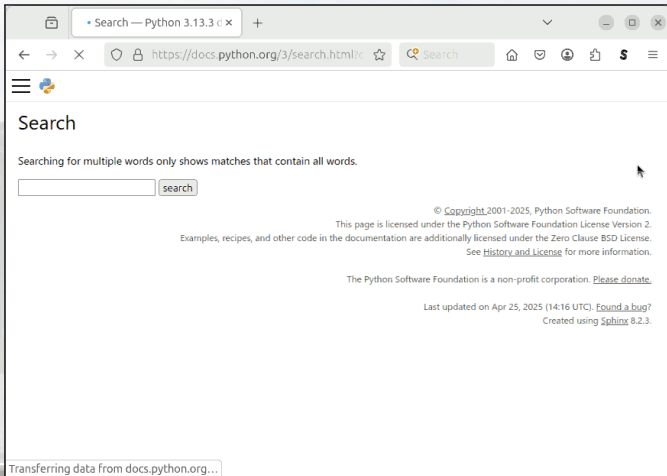 Search — Python 3.13.3 d
https://docs.python.org/3/search.html?
Search
Search
Searching for multiple words only shows matches that contain all words.
search
© Copyright 2001-2025, Python Software Foundation.
This page is licensed under the Python Software Foundation License Version 2.
Examples, recipes, and other code in the documentation are additionally licensed under the Zero Clause BSD License.
See History and License for more information.
The Python Software Foundation is a non-profit corporation. Please donate.
Last updated on Apr 25, 2025 (14:16 UTC). Found a bug?
Created using Sphinx 8.2.3.
Transferring data from docs.python.org…